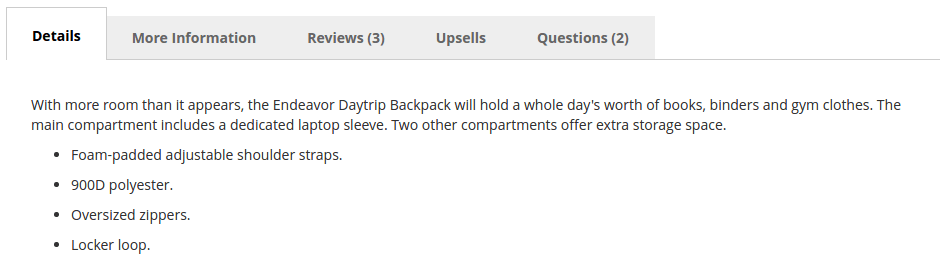 Details
More Information
Reviews (3)
Upsells
Questions (2)
With more room than it appears, the Endeavor Daytrip Backpack will hold a whole day's worth of books, binders and gym clothes. The
main compartment includes a dedicated laptop sleeve. Two other compartments offer extra storage space.
• Foam-padded adjustable shoulder straps.
• 900D polyester.
• Oversized zippers.
• Locker loop.